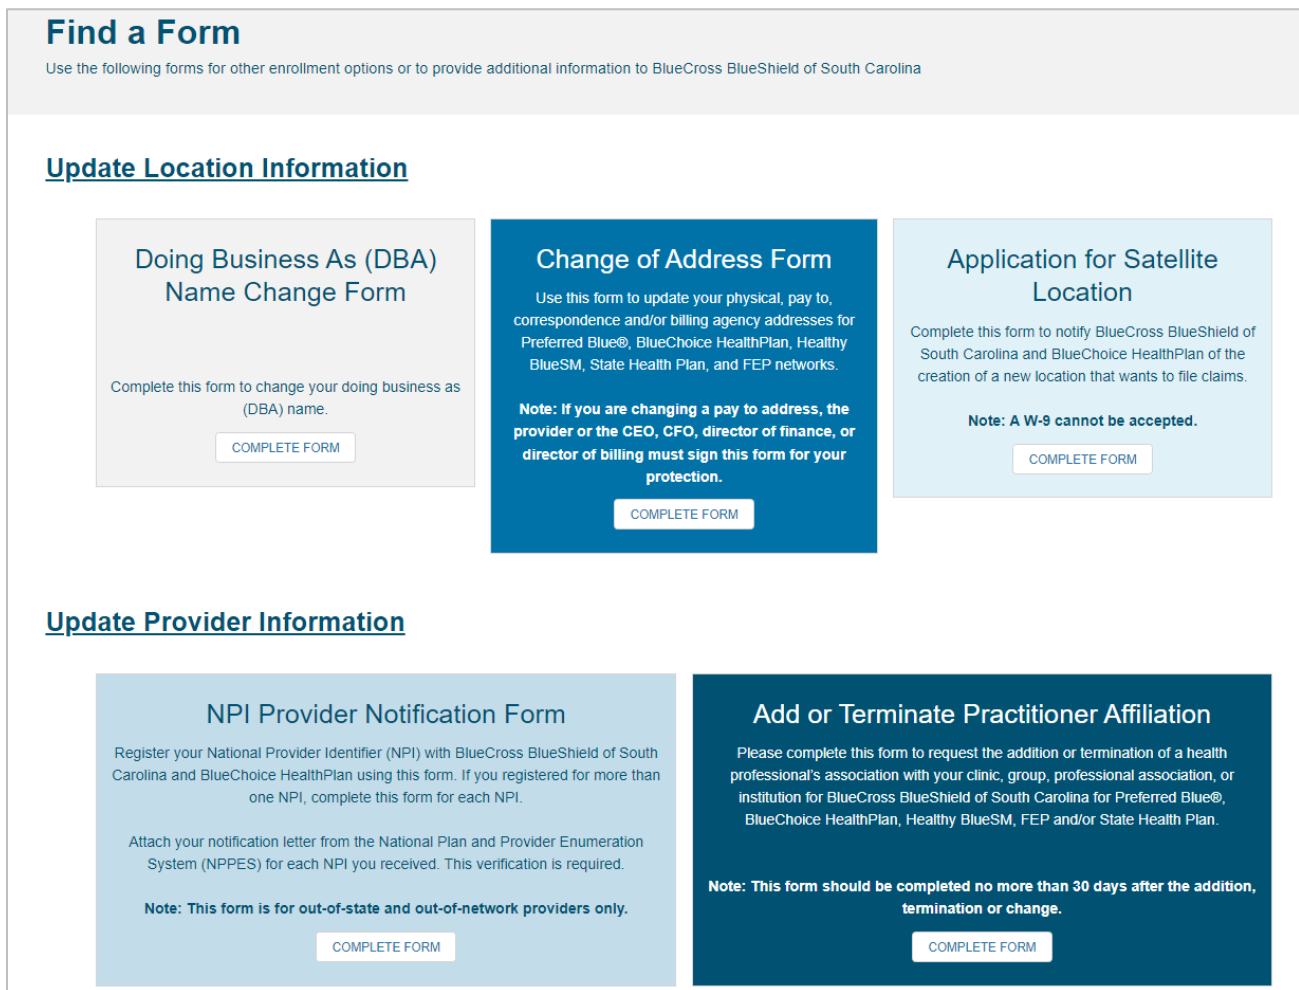 Find a Form
Use the following forms for other enrollment options or to provide additional information to BlueCross BlueShield of South Carolina
Update Location Information
Doing Business As (DBA)
Name Change Form
Complete this form to change your doing business as
(DBA) name.
COMPLETE FORM
Change of Address Form
Use this form to update your physical, pay to,
correspondence and/or billing agency addresses for
Preferred Blue®, BlueChoice HealthPlan, Healthy
BlueSM, State Health Plan, and FEP networks.
Note: If you are changing a pay to address, the
provider or the CEO, CFO, director of finance, or
director of billing must sign this form for your
protection.
COMPLETE FORM
Application for Satellite
Location
Complete this form to notify BlueCross BlueShield of
South Carolina and BlueChoice HealthPlan of the
creation of a new location that wants to file claims.
Note: A W-9 cannot be accepted.
COMPLETE FORM
Update Provider Information
NPI Provider Notification Form
Register your National Provider Identifier (NPI) with BlueCross BlueShield of South
Carolina and BlueChoice HealthPlan using this form. If you registered for more than
one NPI, complete this form for each NPI.
Attach your notification letter from the National Plan and Provider Enumeration
System (NPPES) for each NPI you received. This verification is required.
Note: This form is for out-of-state and out-of-network providers only.
COMPLETE FORM
Add or Terminate Practitioner Affiliation
Please complete this form to request the addition or termination of a health
professional's association with your clinic, group, professional association, or
institution for BlueCross BlueShield of South Carolina for Preferred Blue®,
BlueChoice HealthPlan, Healthy BlueSM, FEP and/or State Health Plan.
Note: This form should be completed no more than 30 days after the addition,
termination or change.
COMPLETE FORM